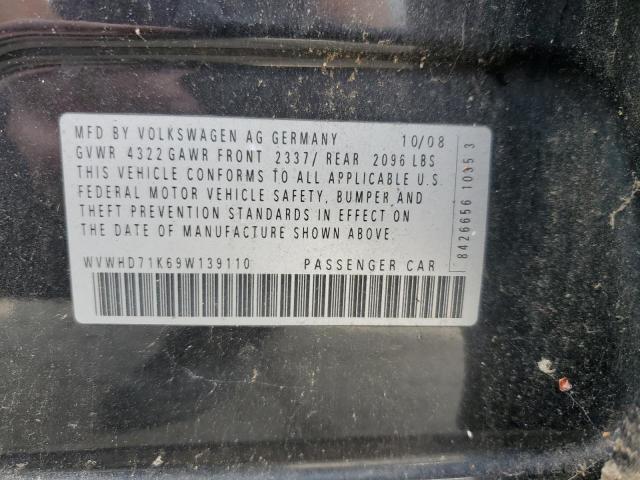 MFD BY VOLKSWAGEN AG GERMANY 10/08
GVWR 4322 GAWR FRONT 2337/ REAR 2096 LBS
THIS VEHICLE CONFORMS TO ALL APPLICABLE U.S.
FEDERAL MOTOR VEHICLE SAFETY, BUMPER AND
THEFT PREVENTION STANDARDS IN EFFECT ON
THE DATE OF MANUFACTURE SHOWN ABOVE.
WVWHD71K69W139110 PASSENGER CAR
8426656 1035 3